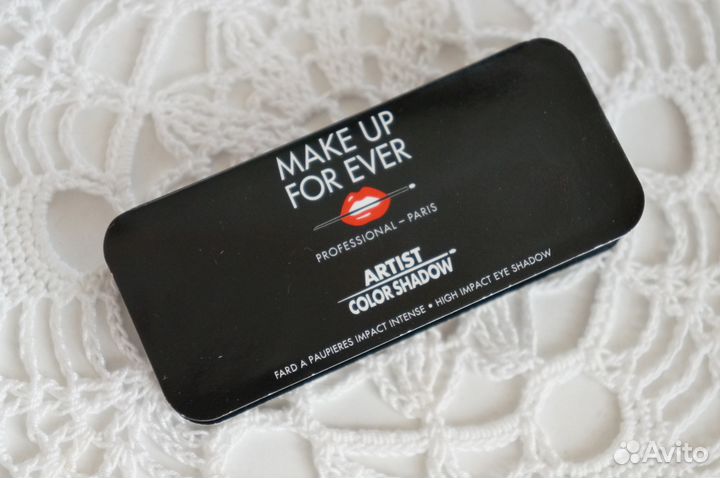 MAKE UP
FOR EVER
PROFESSIONAL – PARIS
ARTIST
COLOR SHADOW
FARD A PAUPIERES IMPACT INTENSE • HIGH IMPACT EYE SHADOW
Avito